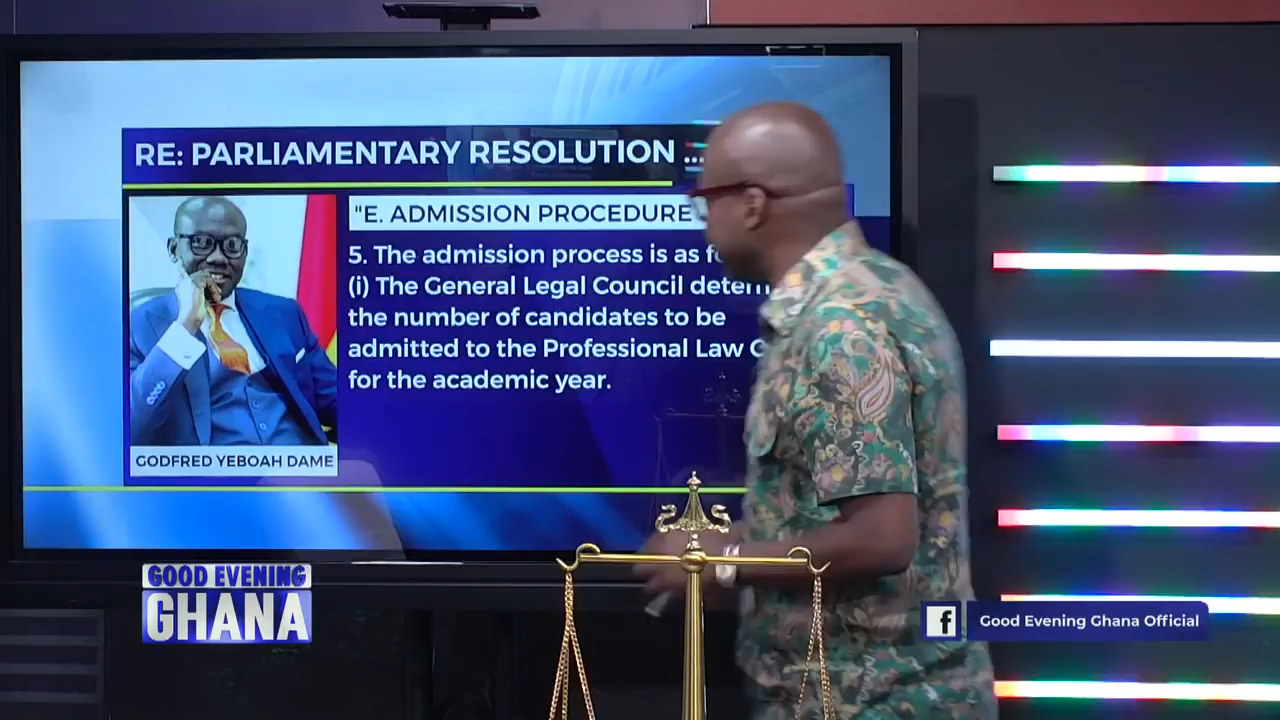 RE: PARLIAMENTARY RESOLUTION ...
"E. ADMISSION PROCEDURE
5. The admission process is as
(i) The General Legal Council
the number of candidates to be
admitted to the Professional Law
for the academic year.
GODFRED YEBOAH DAME
GOOD EVENING
GHANA
f Good Evening Ghana Official